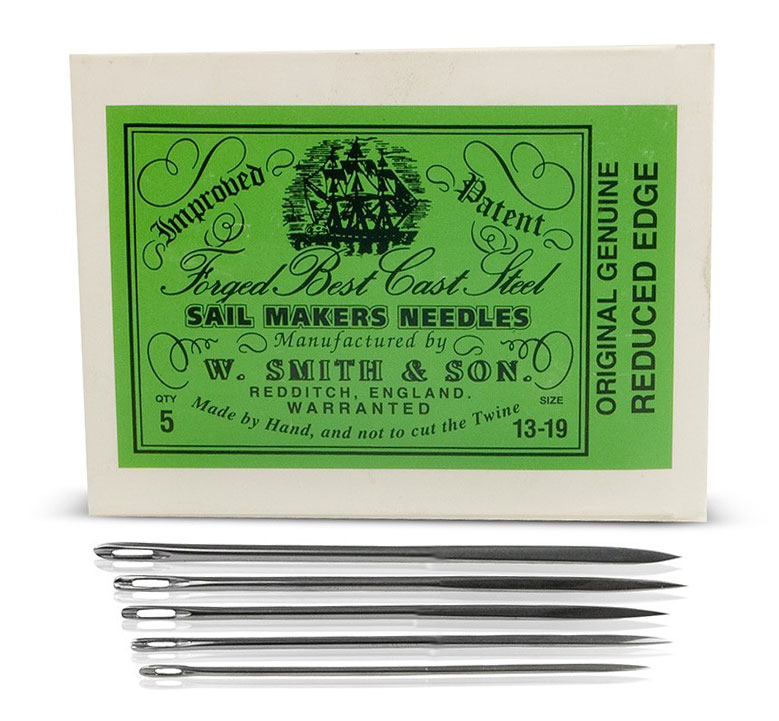 Improved Patent
Forged Best Cast Steel
SAIL MAKERS NEEDLES
Manufactured by
W. SMITH & SON.
REDDITCH, ENGLAND.
WARRANTED
Made by Hand, and not to cut the Twine
QTY
5
SIZE
13-19
ORIGINAL GENUINE
REDUCED EDGE